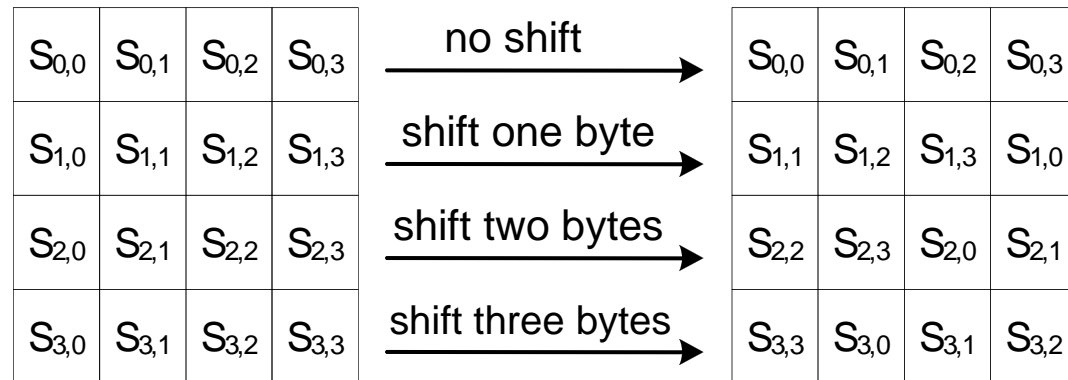 S0,0 S0,1 S0,2 S0,3 no shift S0,0 S0,1 S0,2 S0,3
S1,0 S1,1 S1,2 S1,3 shift one byte S1,1 S1,2 S1,3 S1,0
S2,0 S2,1 S2,2 S2,3 shift two bytes S2,2 S2,3 S2,0 S2,1
S3,0 S3,1 S3,2 S3,3 shift three bytes S3,3 S3,0 S3,1 S3,2